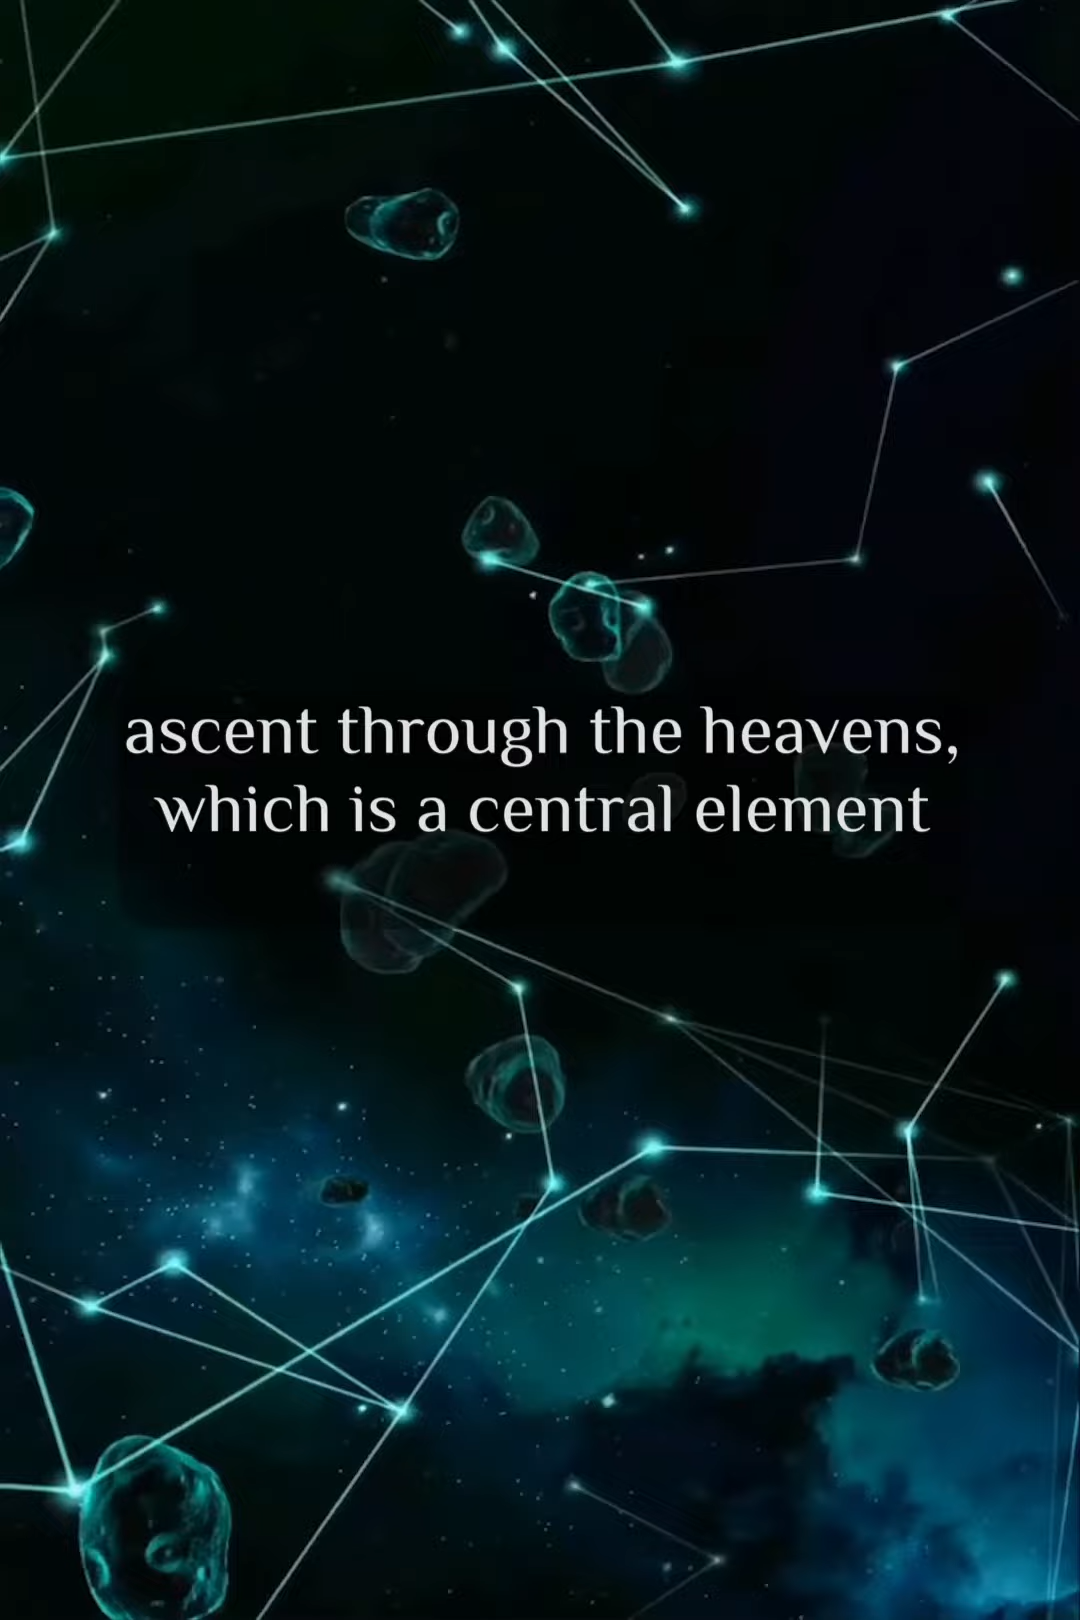 ascent through the heavens,
which is a central element